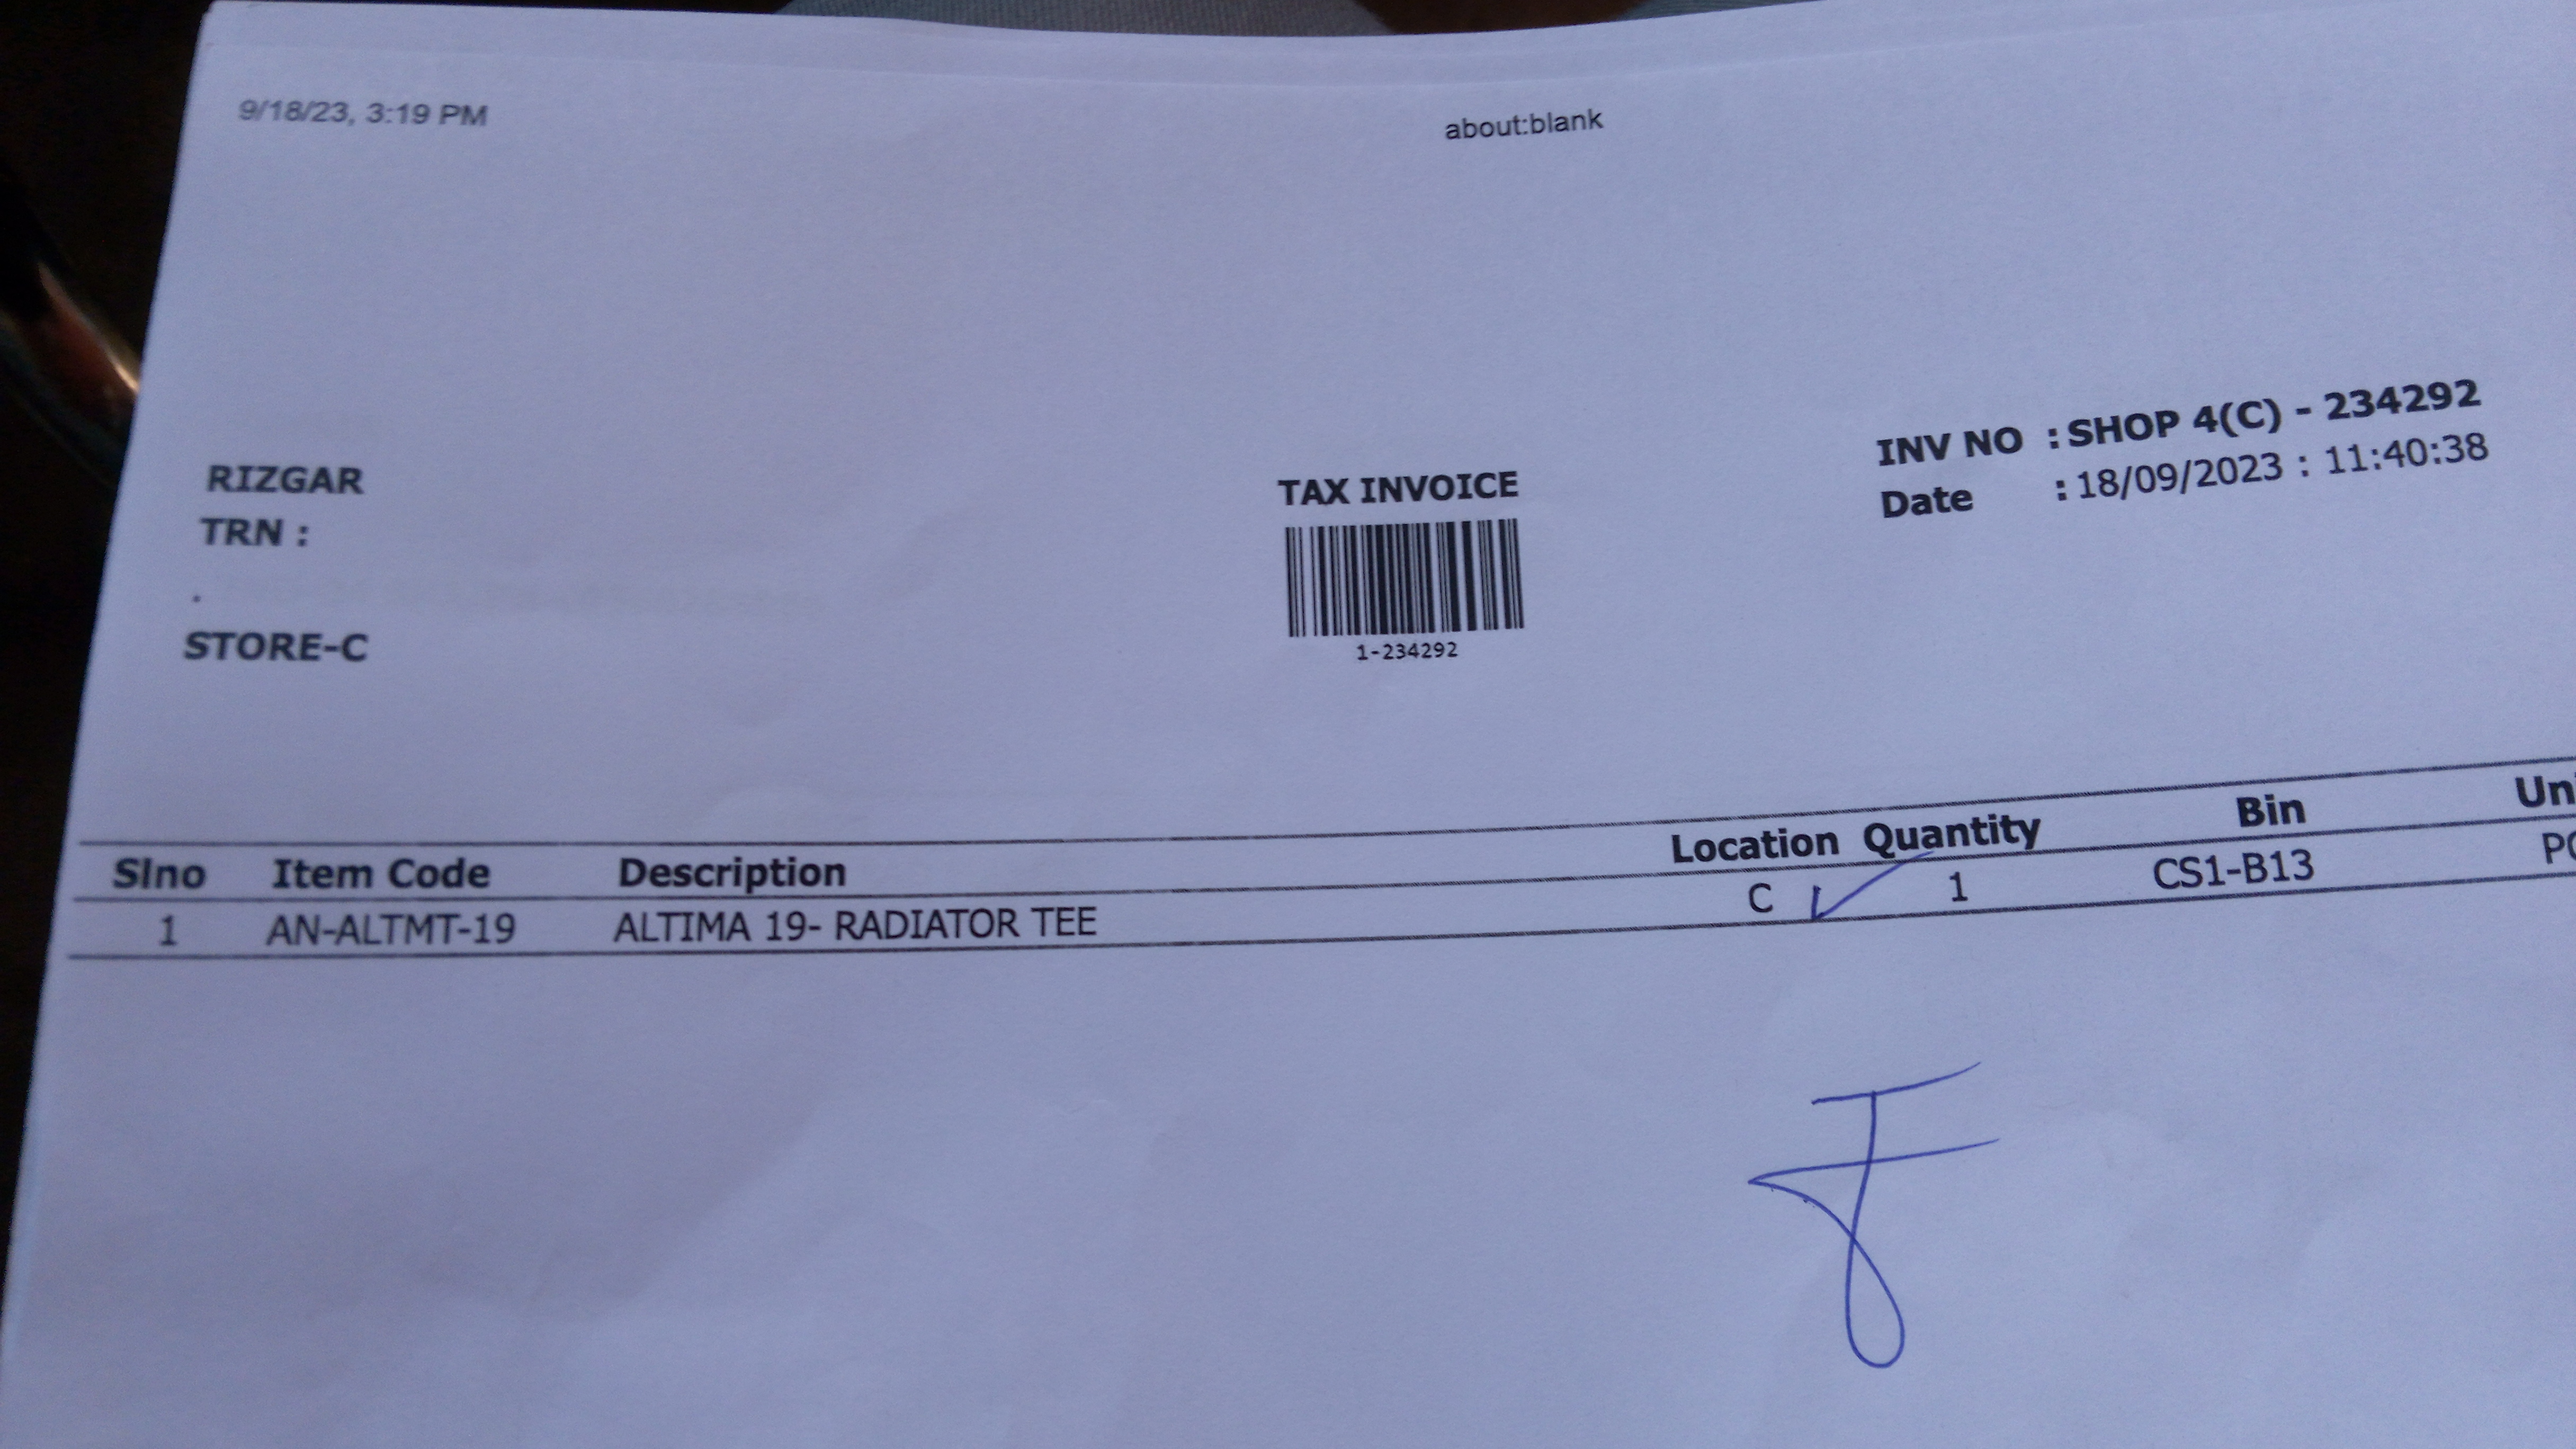 9/18/23, 3:19 PM about:blank
RIZGAR
TRN :
.
STORE-C
TAX INVOICE
1-234292
INV NO : SHOP 4(C) - 234292
Date : 18/09/2023 : 11:40:38
Slno Item Code Description Location Quantity Bin
1 AN-ALTMT-19 ALTIMA 19- RADIATOR TEE C 1 CS1-B13